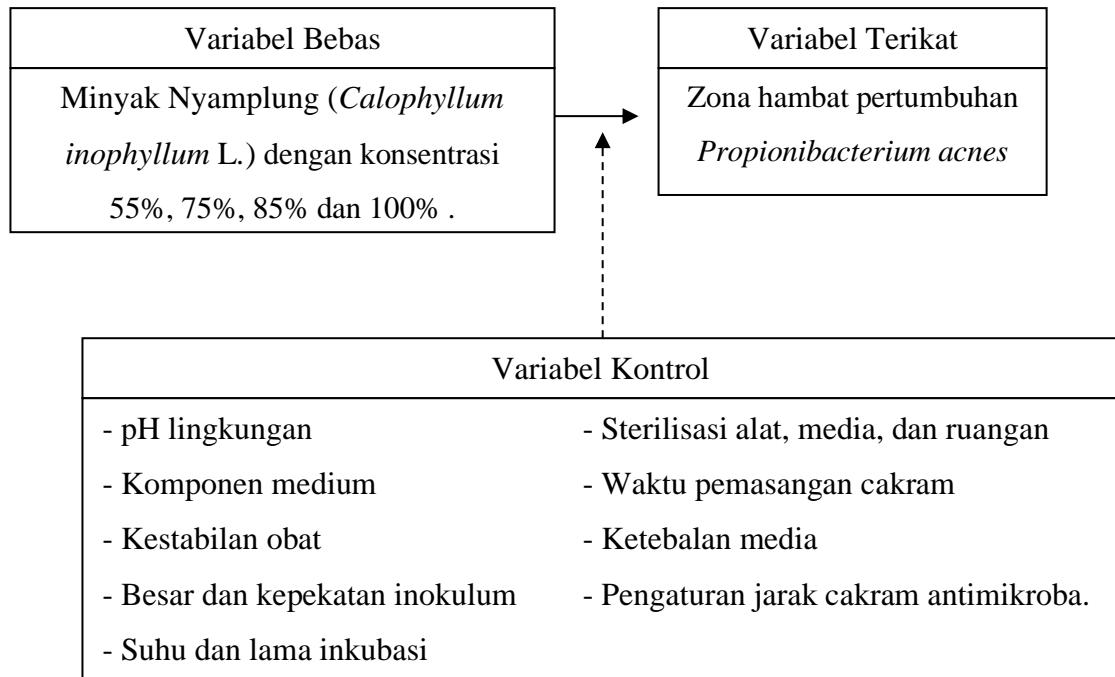 Variabel Bebas
Minyak Nyamplung (Calophyllum
inophyllum L.) dengan konsentrasi
55%, 75%, 85% dan 100% .
Variabel Terikat
Zona hambat pertumbuhan
Propionibacterium acnes
Variabel Kontrol
- pH lingkungan
- Komponen medium
- Kestabilan obat
- Besar dan kepekatan inokulum
- Suhu dan lama inkubasi
- Sterilisasi alat, media, dan ruangan
- Waktu pemasangan cakram
- Ketebalan media
- Pengaturan jarak cakram antimikroba.